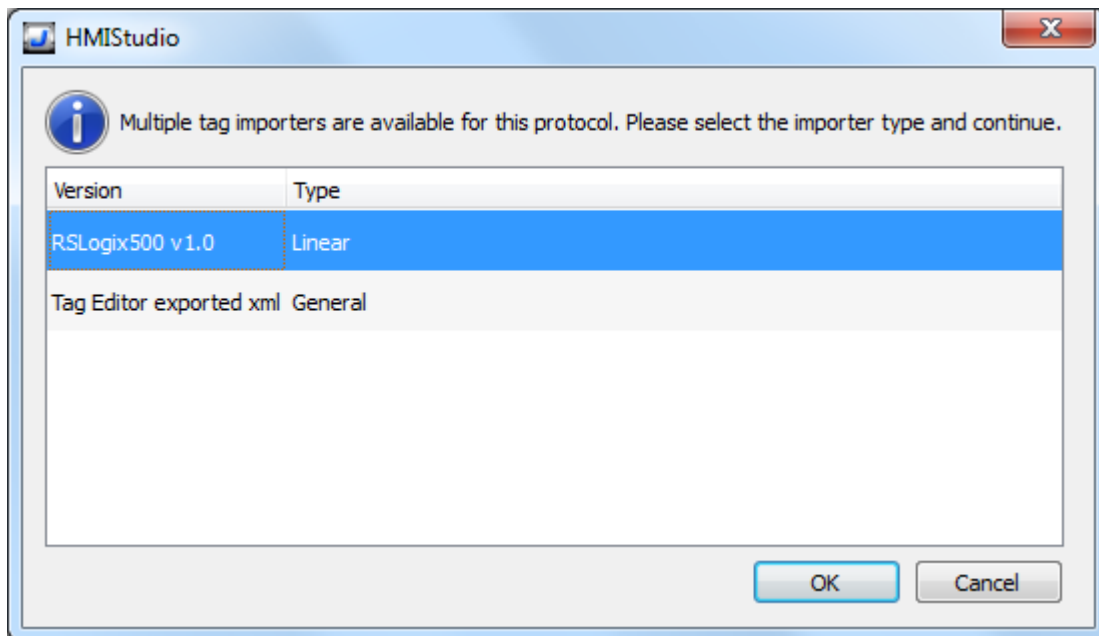 HMIStudio
Multiple tag importers are available for this protocol. Please select the importer type and continue.
Version Type
RSLogix500 v1.0 Linear
Tag Editor exported xml General
OK Cancel